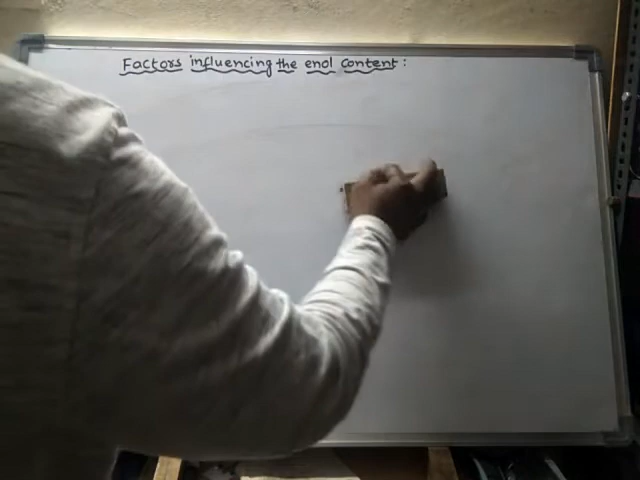 Factors influencing the enol content :